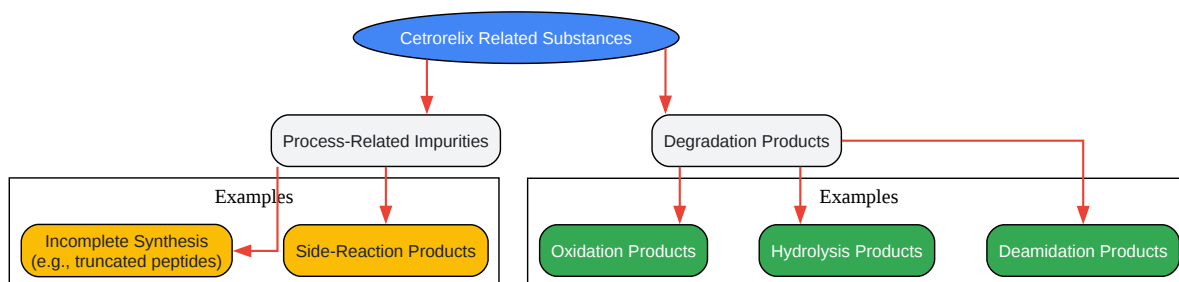 Cetrorelix Related Substances
Process-Related Impurities
Degradation Products
Examples
Examples
Incomplete Synthesis
(e.g., truncated peptides)
Side-Reaction Products
Oxidation Products
Hydrolysis Products
Deamidation Products